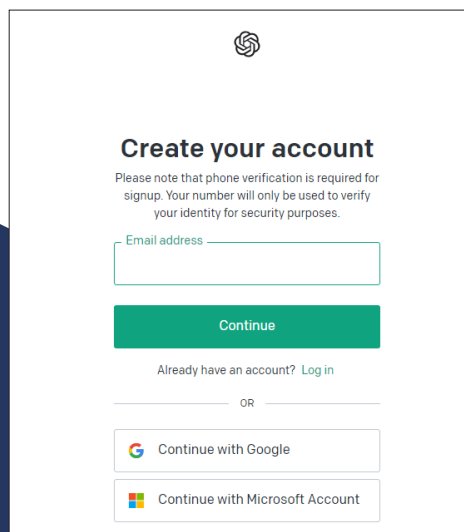 Create your account
Please note that phone verification is required for
signup. Your number will only be used to verify
your identity for security purposes.
Email address
Continue
Already have an account? Log in
OR
Continue with Google
Continue with Microsoft Account